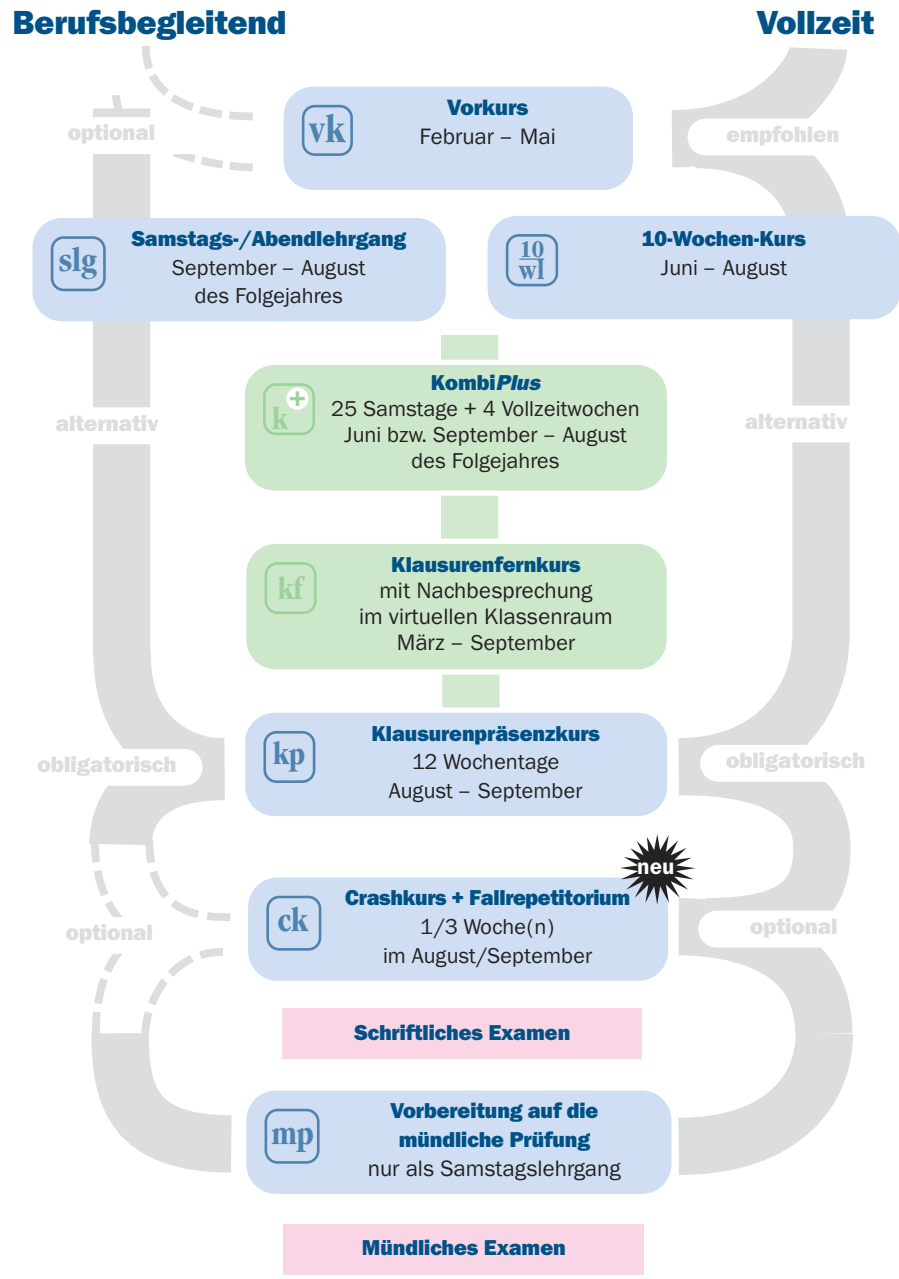 Berufsbegleitend
Vollzeit
vk
Vorkurs
Februar – Mai
optional
empfohlen
slg
Samstags-/Abendlehrgang
September – August
des Folgejahres
10
wl
10-Wochen-Kurs
Juni – August
k+
KombiPlus
25 Samstage + 4 Vollzeitwochen
Juni bzw. September – August
des Folgejahres
alternativ
alternativ
kf
Klausurenfernkurs
mit Nachbesprechung
im virtuellen Klassenraum
März – September
kp
Klausurenpräsenzkurs
12 Wochentage
August – September
obligatorisch
obligatorisch
neu
ck
Crashkurs + Fallrepetitorium
1/3 Woche(n)
im August/September
optional
optional
Schriftliches Examen
mp
Vorbereitung auf die
mündliche Prüfung
nur als Samstagslehrgang
Mündliches Examen